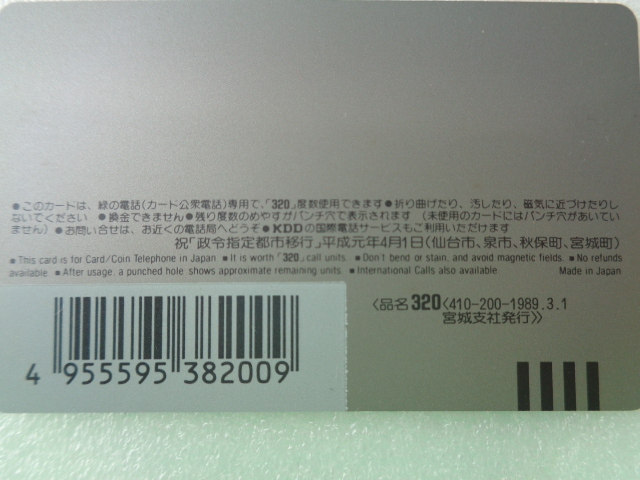 ●このカードは、緑の電話(カード公衆電話)専用で、「320」度数使用できます●折り曲げたり、汚したり、磁気に近づけたりし
ないでください ●換金できません●残り度数のめやすがパンチ穴で表示されます (未使用のカードにはパンチ穴があいてい
ません)●お問い合せは、お近くの電話局へどうぞ●KDDの国際電話サービスもご利用いただけます
祝「政令指定都市移行」平成元年4月1日(仙台市、泉市、秋保町、宮城町)
■This card is for Card/Coin Telephone in Japan. ■It is worth「320」call units. ■Don't bend or stain, and avoid magnetic fields. ■No refunds
available. ■After usage, a punched hole shows approximate remaining units. ■International Calls also available. Made in Japan
〈品名320〈410-200-1989.3.1
宮城支社発行〉〉
4 955595 382009